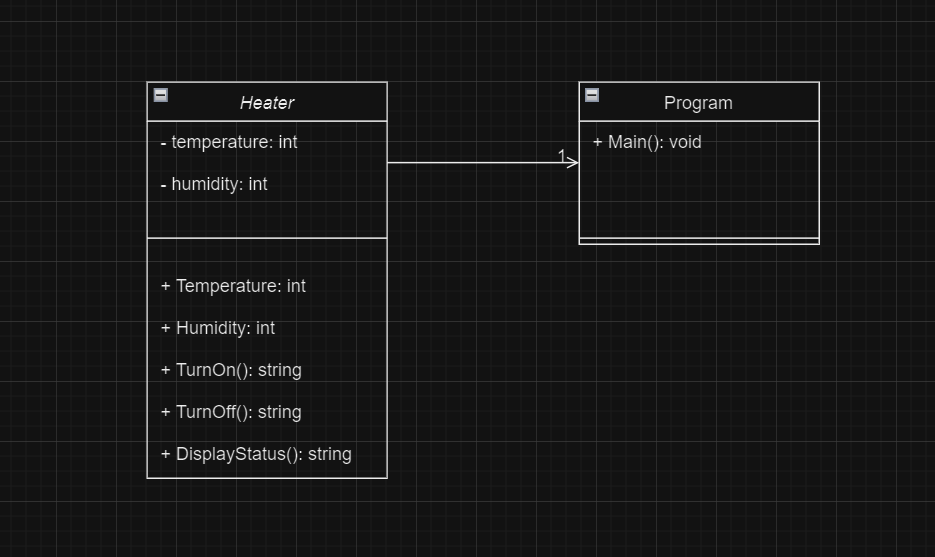 Heater
- temperature: int
- humidity: int
+ Temperature: int
+ Humidity: int
+ TurnOn(): string
+ TurnOff(): string
+ DisplayStatus(): string
1
Program
+ Main(): void